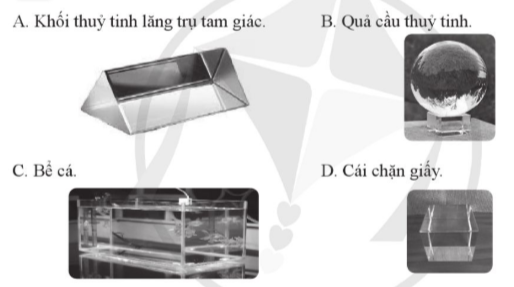 A. Khối thuỷ tinh lăng trụ tam giác.
B. Quả cầu thuỷ tinh.
C. Bể cá.
D. Cái chặn giấy.